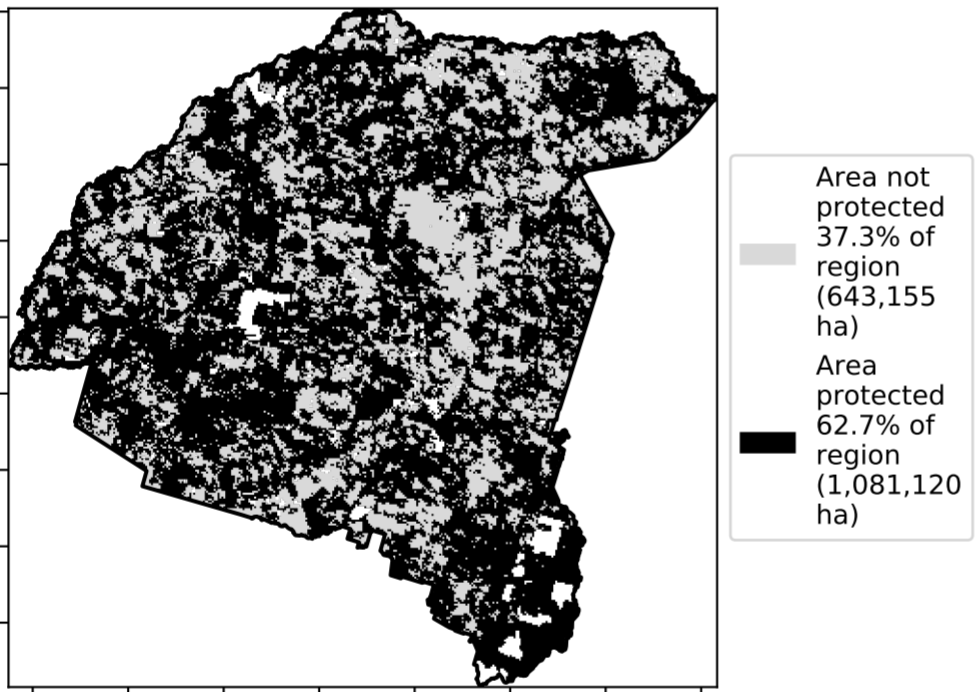 Area not
protected
37.3% of
region
(643,155
ha)
Area
protected
62.7% of
region
(1,081,120
ha)